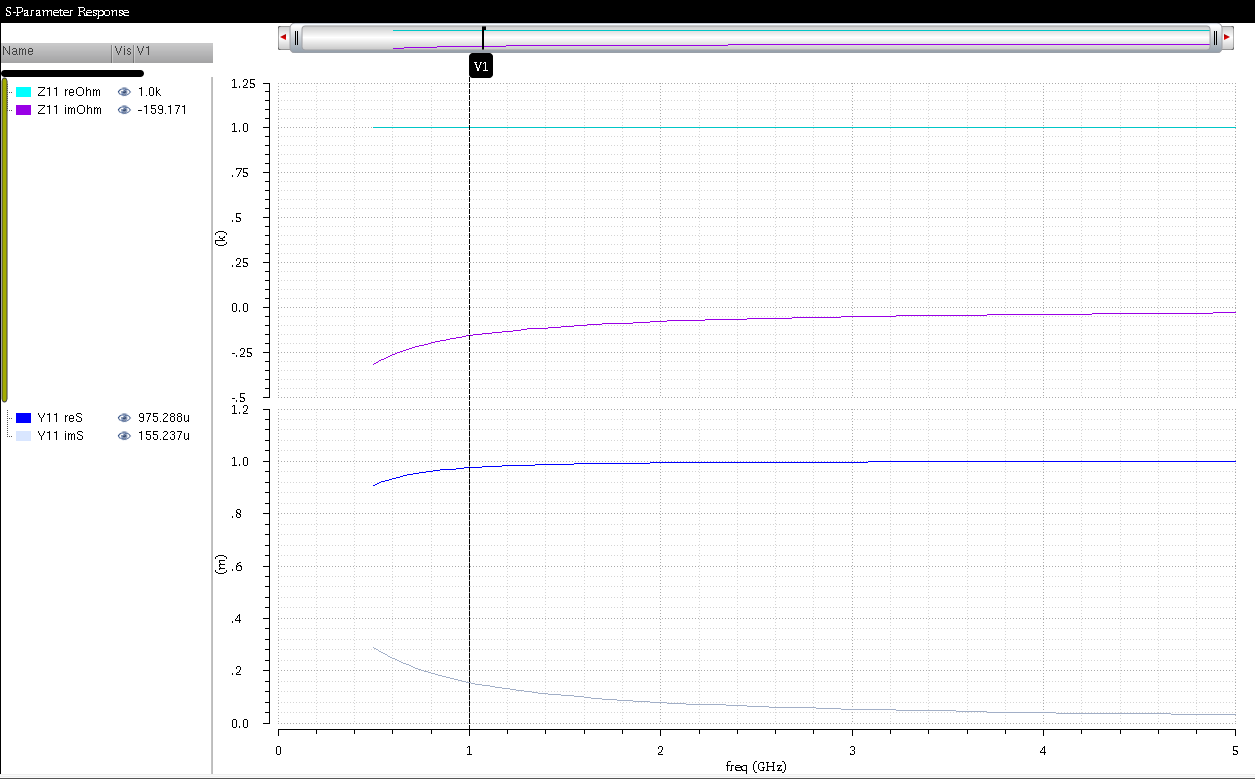 S-Parameter Response
Name Vis V1
Z11 reOhm 1.0k
Z11 imOhm -159.171
Y11 reS 975.288u
Y11 imS 155.237u
V1
1.25
1.0
.75
.5
.25
0.0
-.25
-.5
(k)
1.2
1.0
.8
.6
.4
.2
0.0
(m)
0 1 2 3 4 5
freq (GHz)